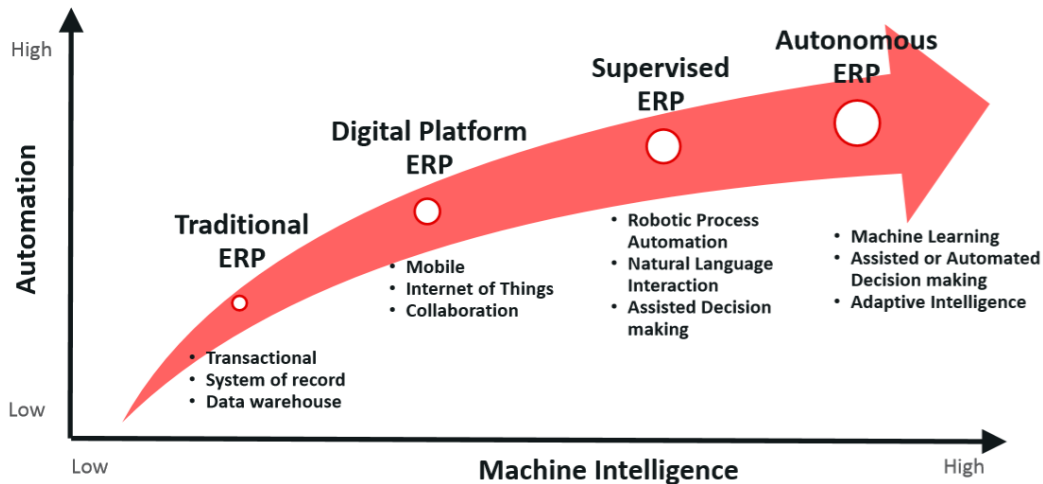 High
Autonomous
ERP
Supervised
ERP
Digital Platform
ERP
Traditional
ERP
Automation
• Robotic Process
Automation
• Natural Language
Interaction
• Assisted Decision
making
• Machine Learning
• Assisted or Automated
Decision making
• Adaptive Intelligence
• Mobile
• Internet of Things
• Collaboration
• Transactional
• System of record
• Data warehouse
Low
Low
Machine Intelligence
High